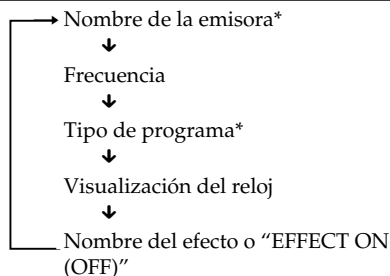 Nombre de la emisora*
Frecuencia
Tipo de programa*
Visualización del reloj
Nombre del efecto o “EFFECT ON
(OFF)”